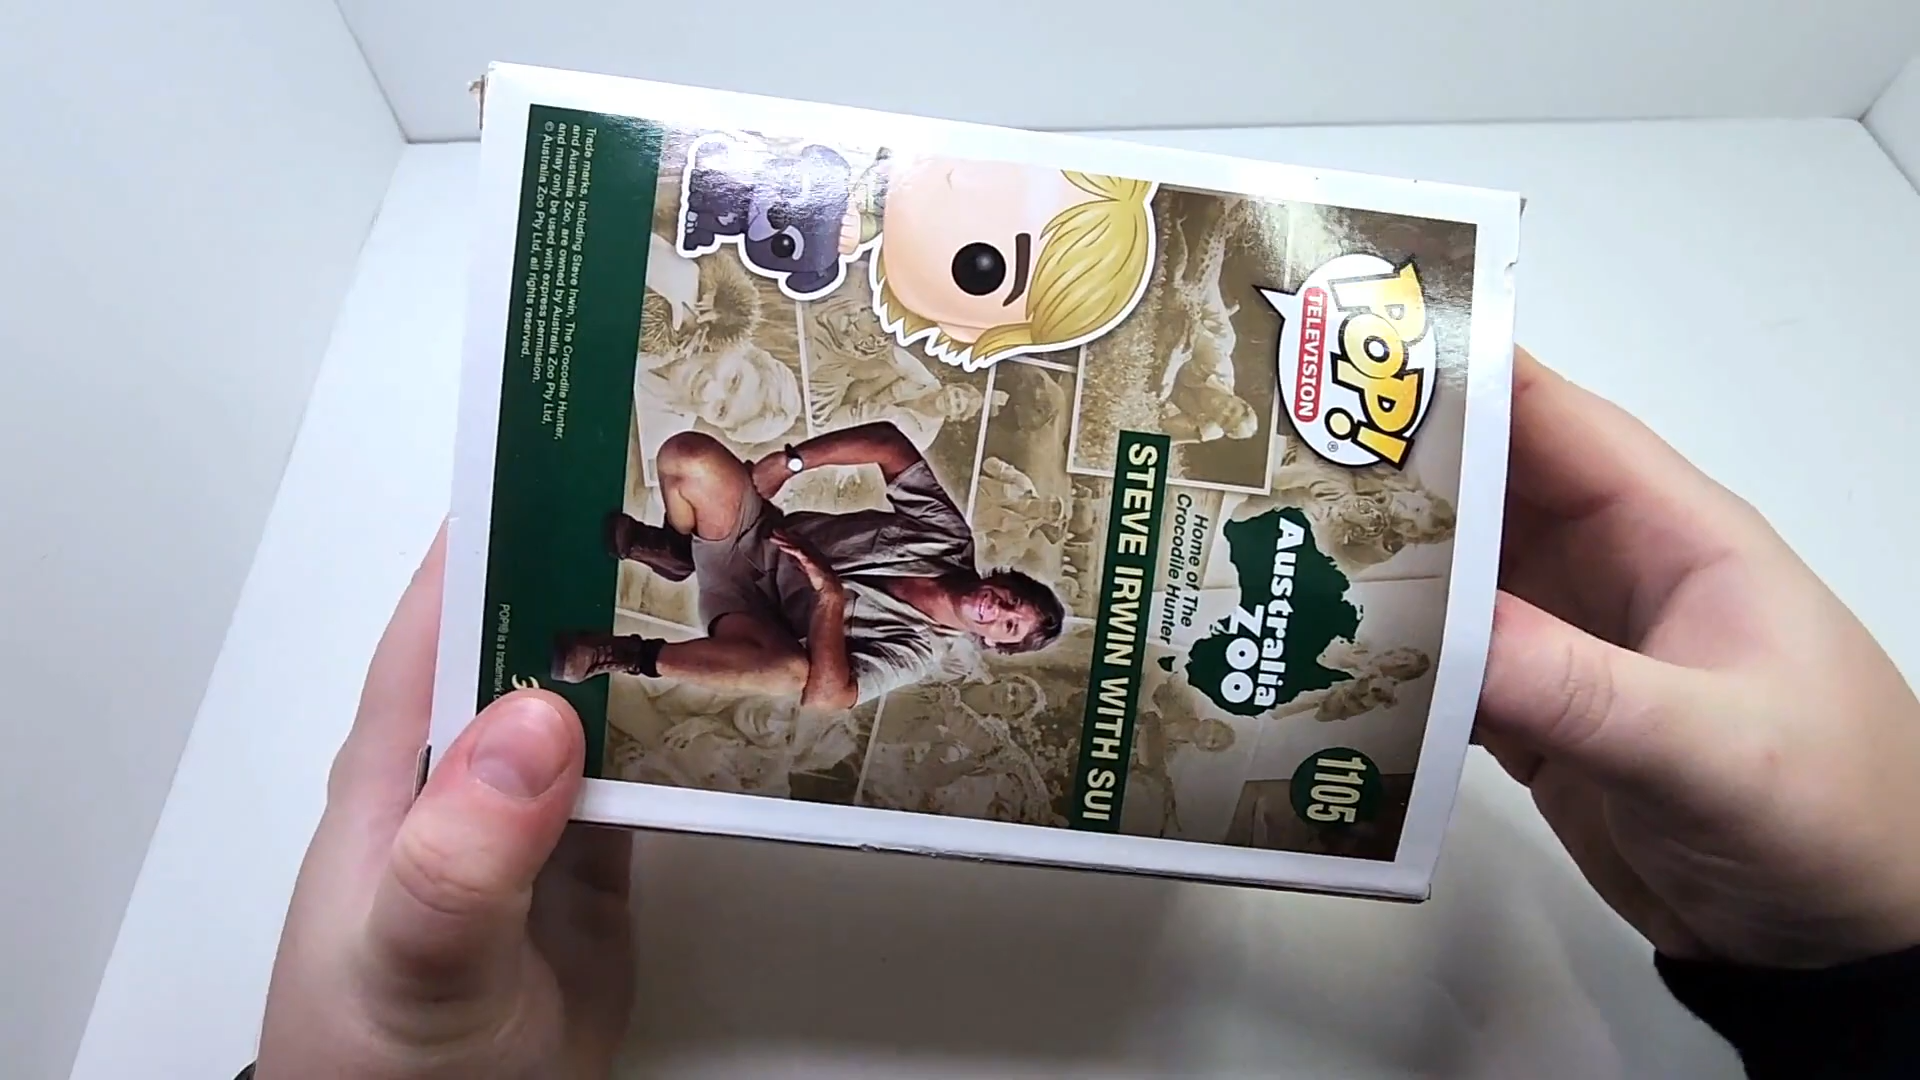 POP!
®
TELEVISION
Australia
ZOO
Home of The
Crocodile Hunter
1105
STEVE IRWIN WITH SUI
Trade marks, including Steve Irwin, The Crocodile Hunter,
and Australia Zoo, are owned by Australia Zoo Pty Ltd,
and may only be used with express permission.
© Australia Zoo Pty Ltd, all rights reserved.
3
POP!® is a trademark